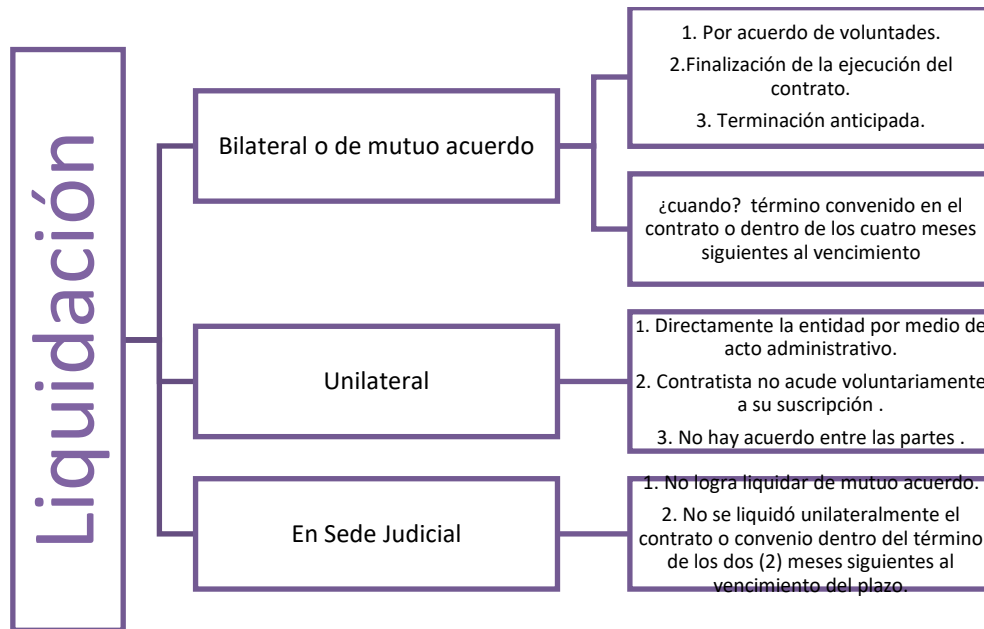 Liquidación
Bilateral o de mutuo acuerdo
1. Por acuerdo de voluntades.
2.Finalización de la ejecución del
contrato.
3. Terminación anticipada.
¿cuando? término convenido en el
contrato o dentro de los cuatro meses
siguientes al vencimiento
Unilateral
1. Directamente la entidad por medio de
acto administrativo.
2. Contratista no acude voluntariamente
a su suscripción .
3. No hay acuerdo entre las partes .
En Sede Judicial
1. No logra liquidar de mutuo acuerdo.
2. No se liquidó unilateralmente el
contrato o convenio dentro del término
de los dos (2) meses siguientes al
vencimiento del plazo.